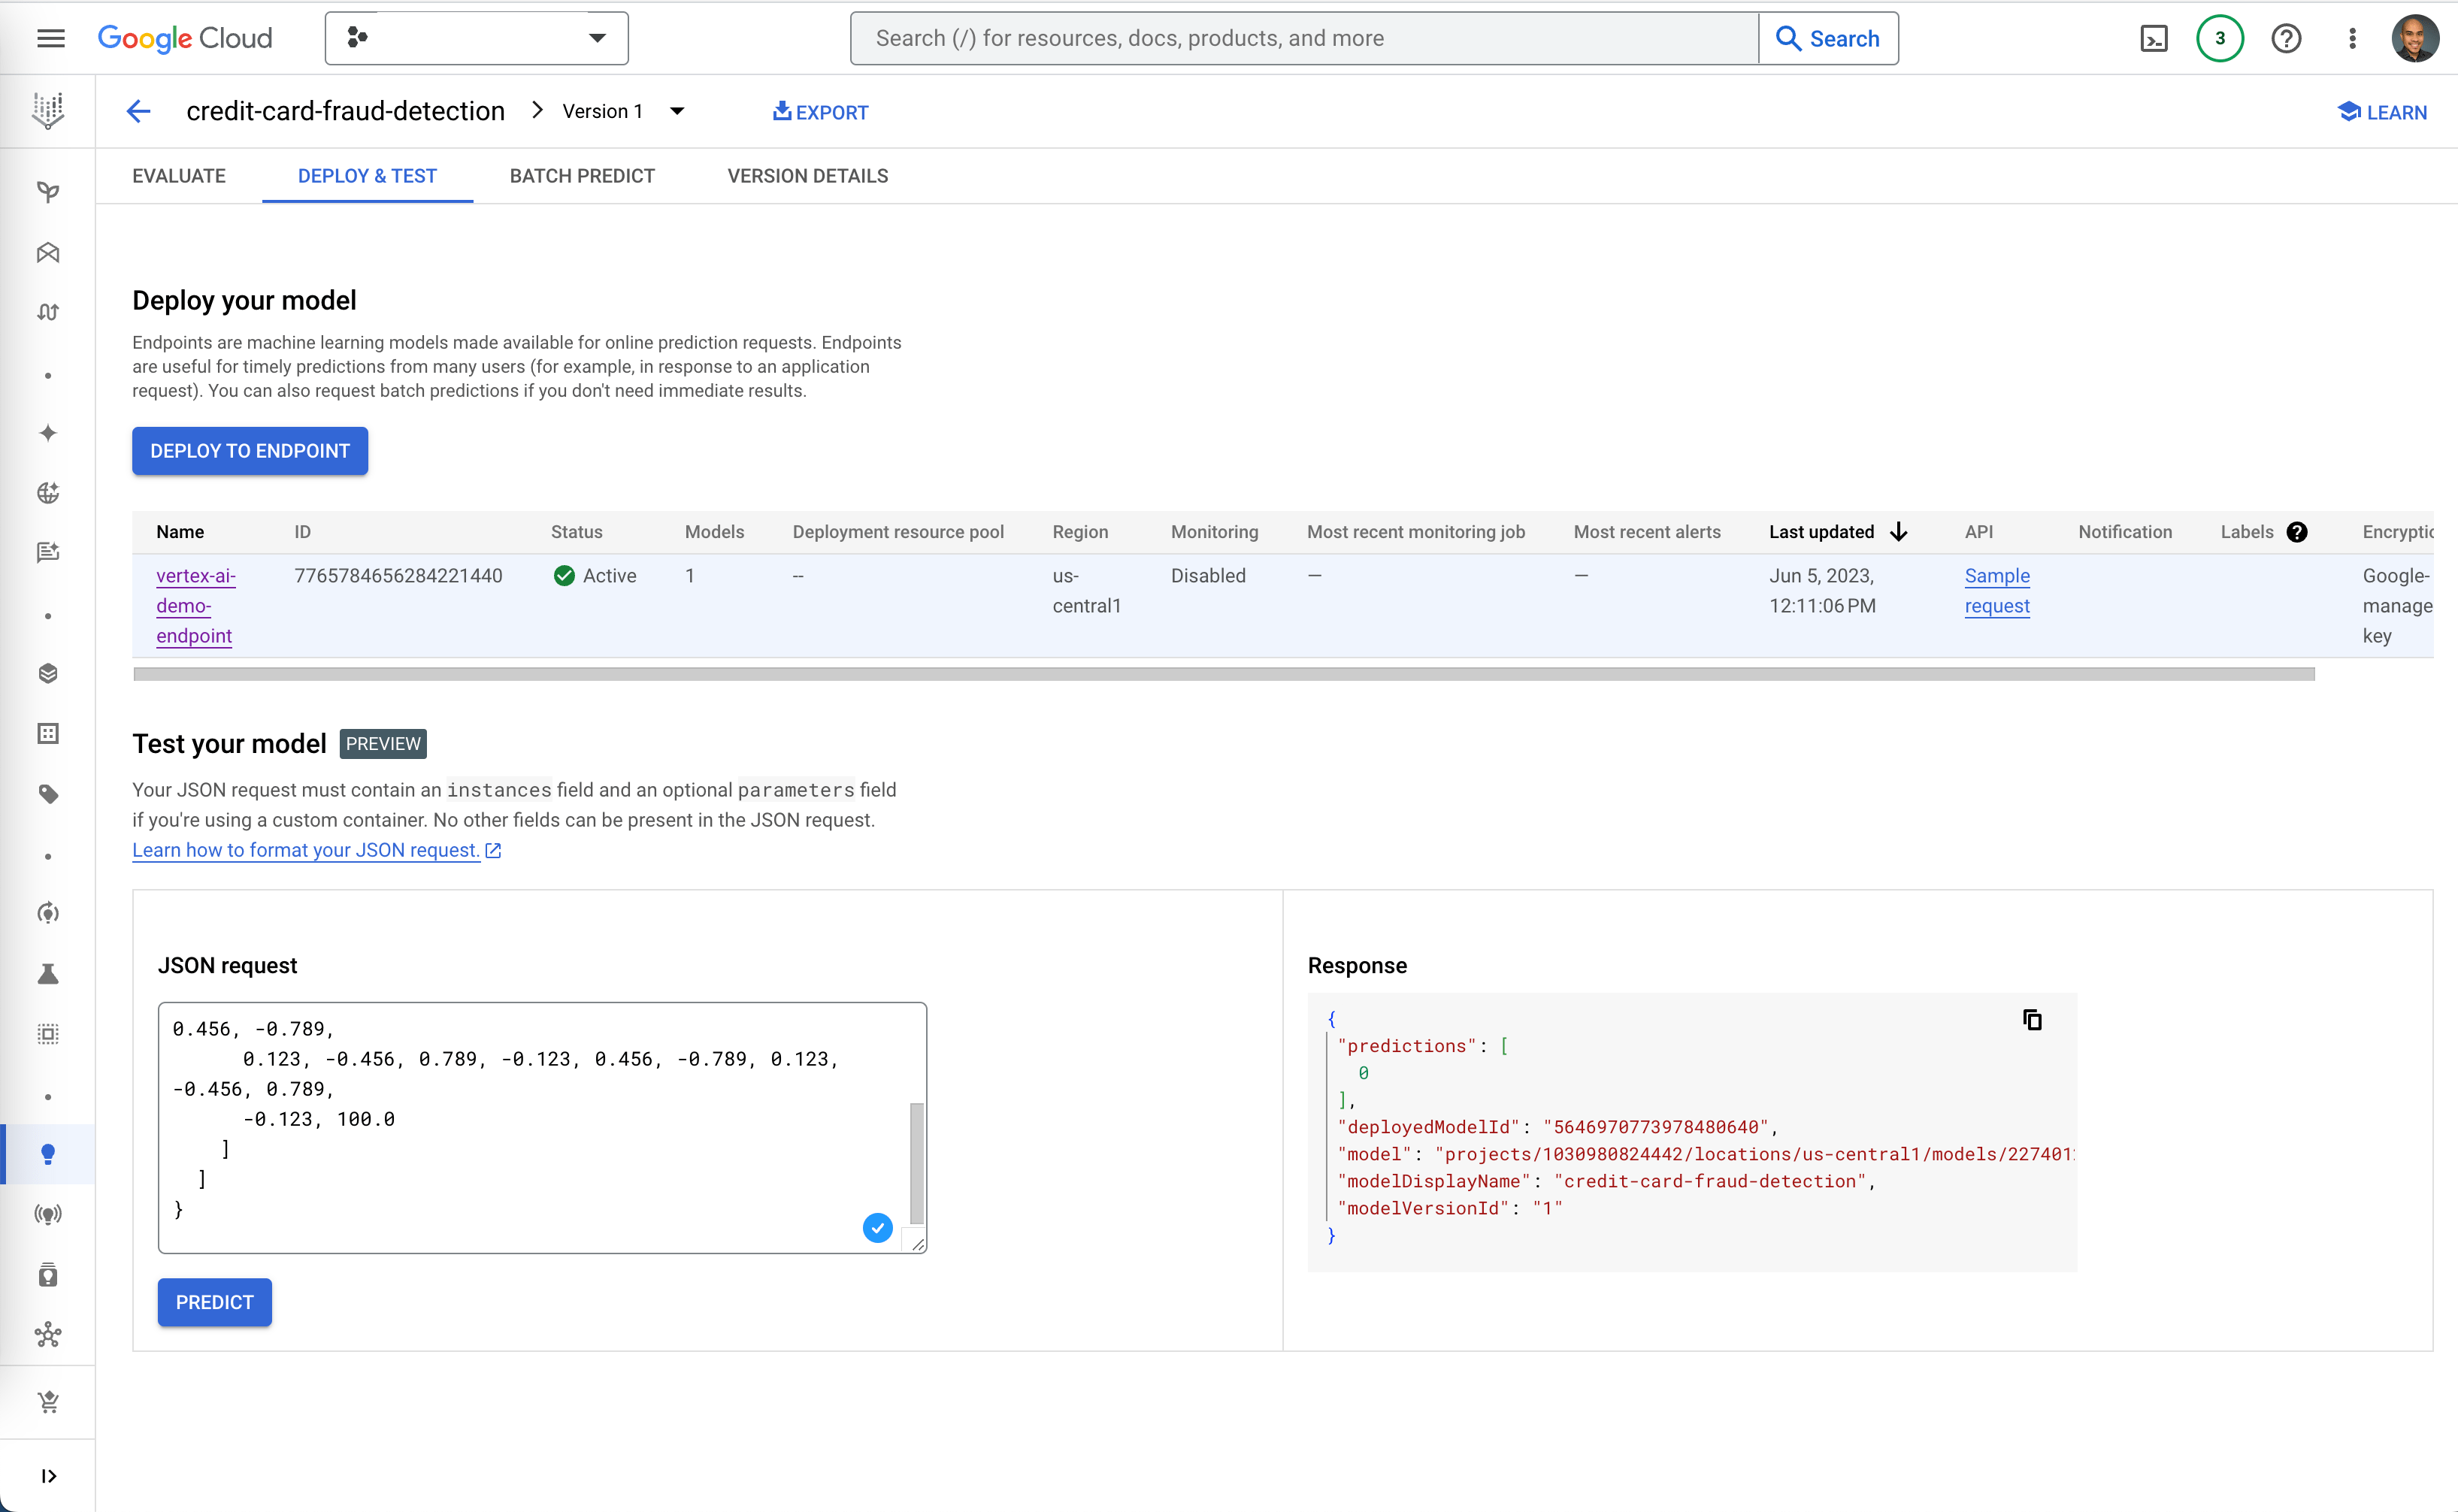 Google Cloud
Search (/) for resources, docs, products, and more
Search
3
credit-card-fraud-detection
Version 1
EXPORT
LEARN
EVALUATE
DEPLOY & TEST
BATCH PREDICT
VERSION DETAILS
Deploy your model
Endpoints are machine learning models made available for online prediction requests. Endpoints
are useful for timely predictions from many users (for example, in response to an application
request). You can also request batch predictions if you don't need immediate results.
DEPLOY TO ENDPOINT
Name ID Status Models Deployment resource pool Region Monitoring Most recent monitoring job Most recent alerts Last updated API Notification Labels Encryptic
vertex-ai- 7765784656284221440 Active 1 -- us- Disabled — — Jun 5, 2023, Sample Google-
demo- central1 12:11:06 PM request manage
endpoint key
Test your model PREVIEW
Your JSON request must contain an instances field and an optional parameters field
if you're using a custom container. No other fields can be present in the JSON request.
Learn how to format your JSON request.
JSON request
0.456, -0.789,
0.123, -0.456, 0.789, -0.123, 0.456, -0.789, 0.123,
-0.456, 0.789,
-0.123, 100.0
]
]
}
PREDICT
Response
{
"predictions": [
0
],
"deployedModelId": "5646970773978480640",
"model": "projects/1030980824442/locations/us-central1/models/227401
"modelDisplayName": "credit-card-fraud-detection",
"modelVersionId": "1"
}